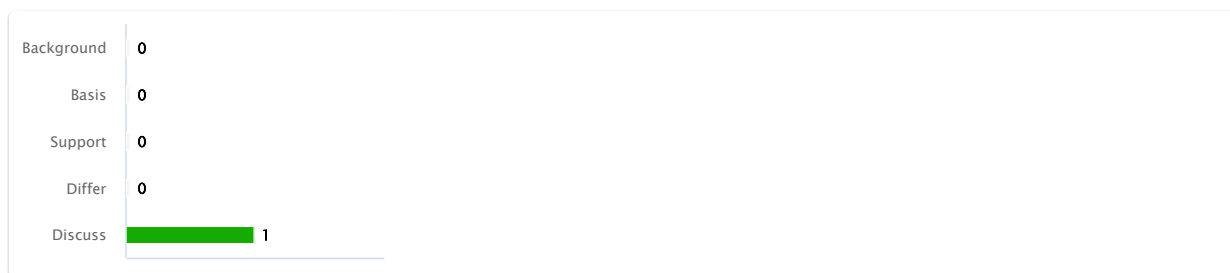 Background 0
Basis 0
Support 0
Differ 0
Discuss 1